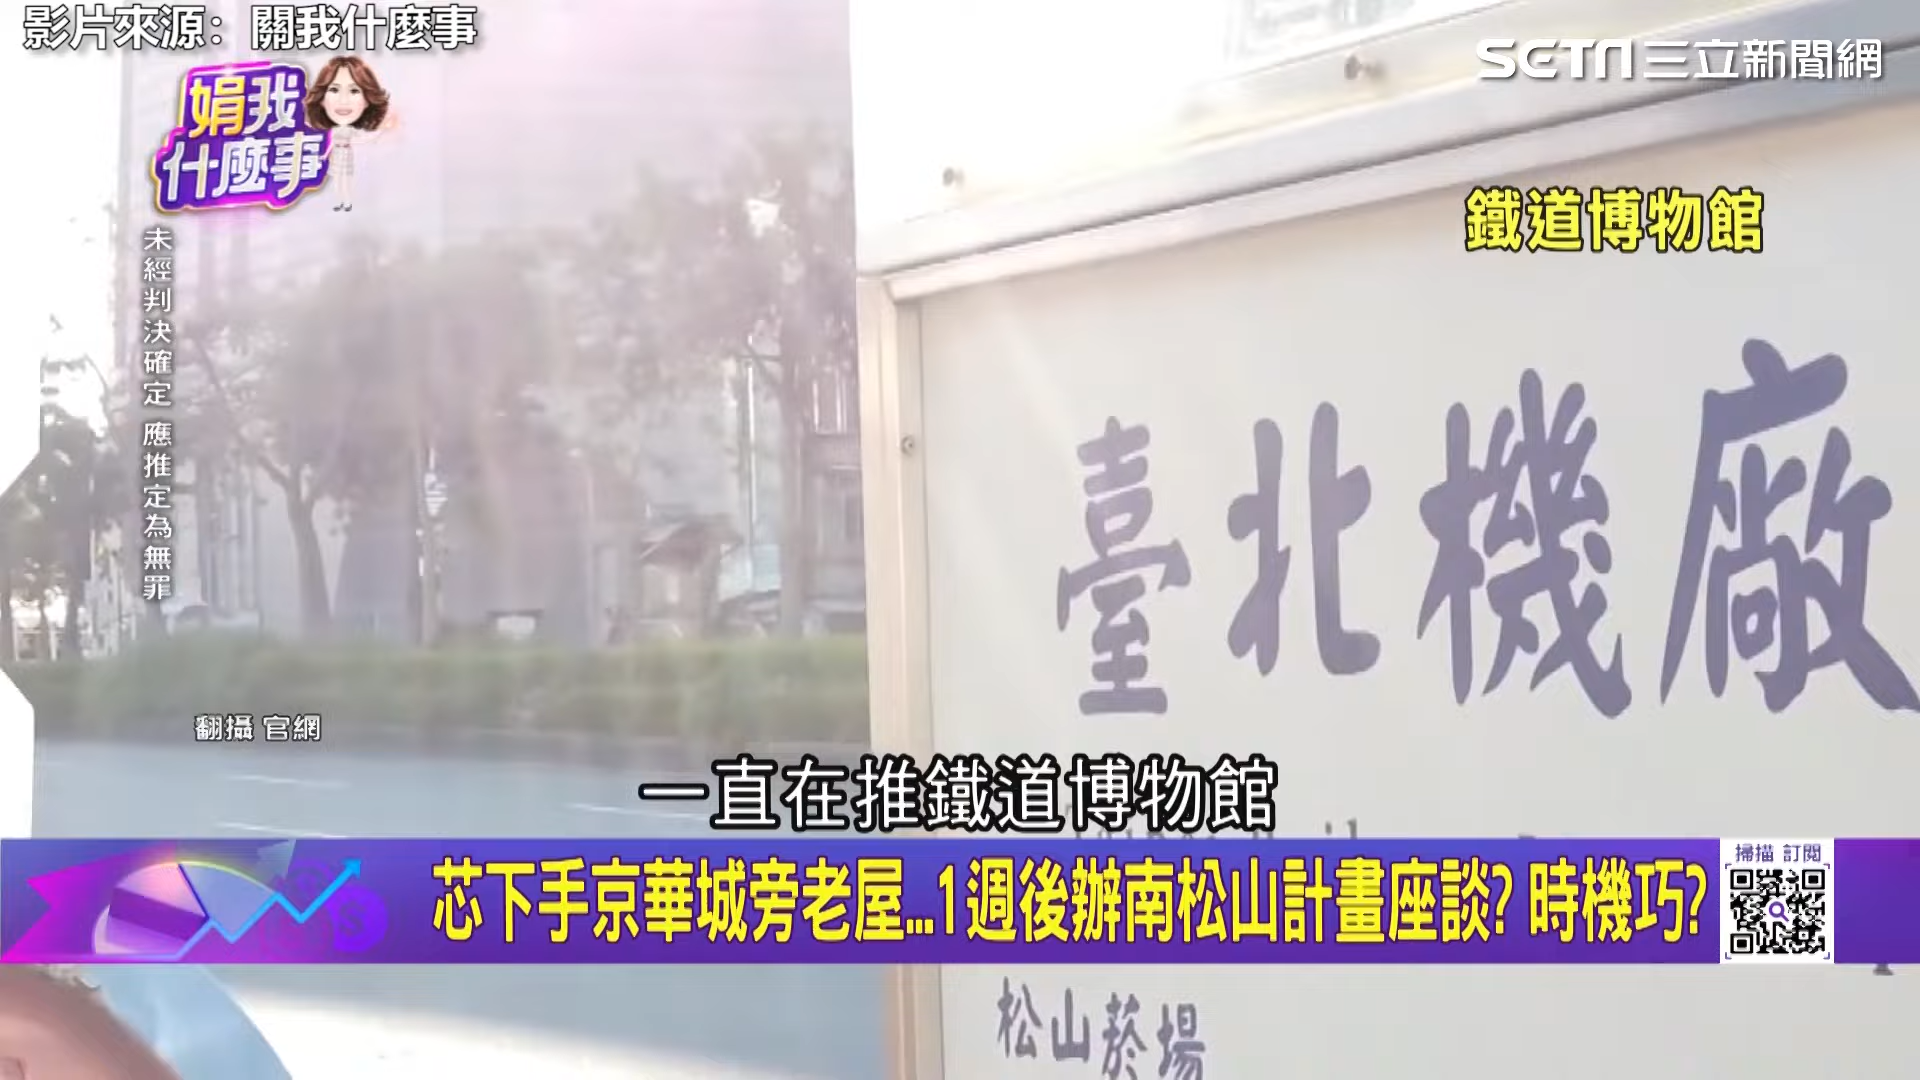 影片來源：關我什麼事
SETN三立新聞網
娟我
什麼事
鐵道博物館
未經判決確定 應推定為無罪
臺北機廠
翻攝 官網
一直在推鐵道博物館
芯下手京華城旁老屋...1週後辦南松山計畫座談? 時機巧?
掃描 訂閱
松山菸場